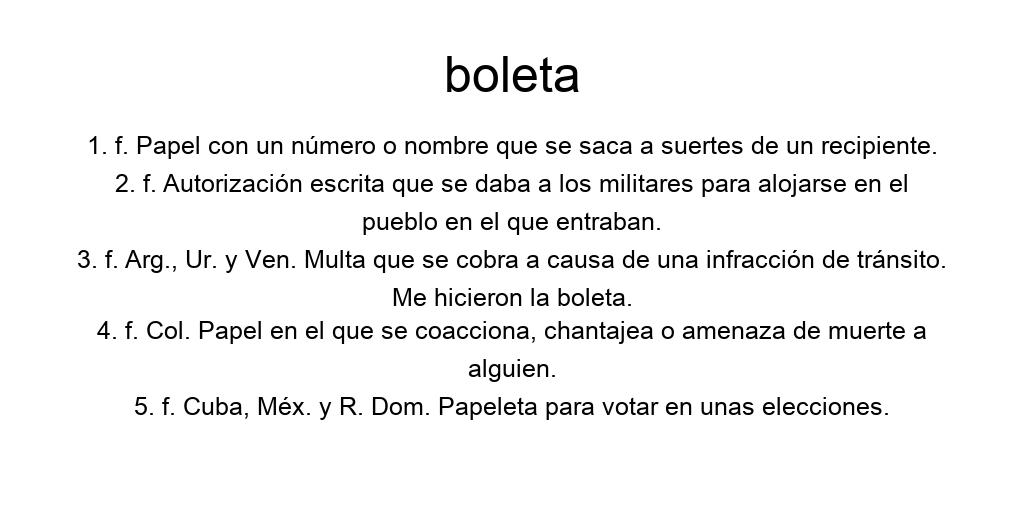 boleta
1. f. Papel con un número o nombre que se saca a suertes de un recipiente.
2. f. Autorización escrita que se daba a los militares para alojarse en el
pueblo en el que entraban.
3. f. Arg., Ur. y Ven. Multa que se cobra a causa de una infracción de tránsito.
Me hicieron la boleta.
4. f. Col. Papel en el que se coacciona, chantajea o amenaza de muerte a
alguien.
5. f. Cuba, Méx. y R. Dom. Papeleta para votar en unas elecciones.